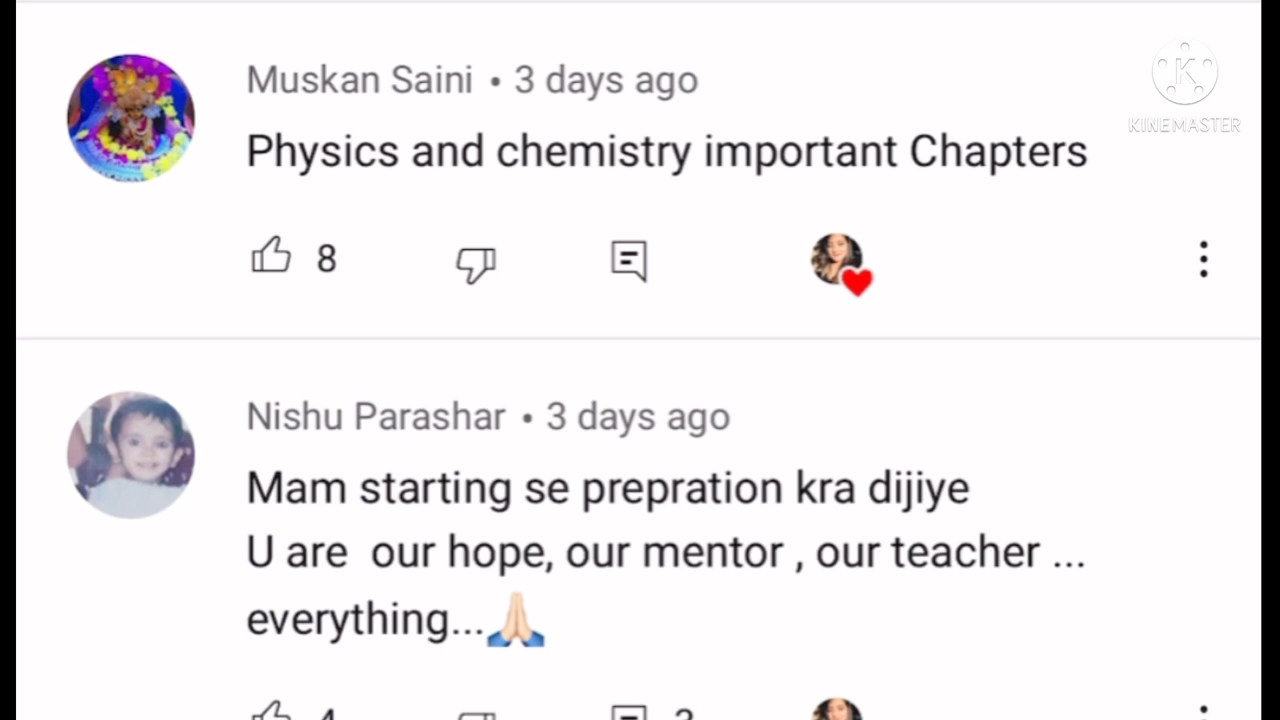 Muskan Saini • 3 days ago
K
KINEMASTER
Physics and chemistry important Chapters
8
Nishu Parashar • 3 days ago
Mam starting se prepration kra dijiye
U are  our hope, our mentor , our teacher ...
everything...🙏